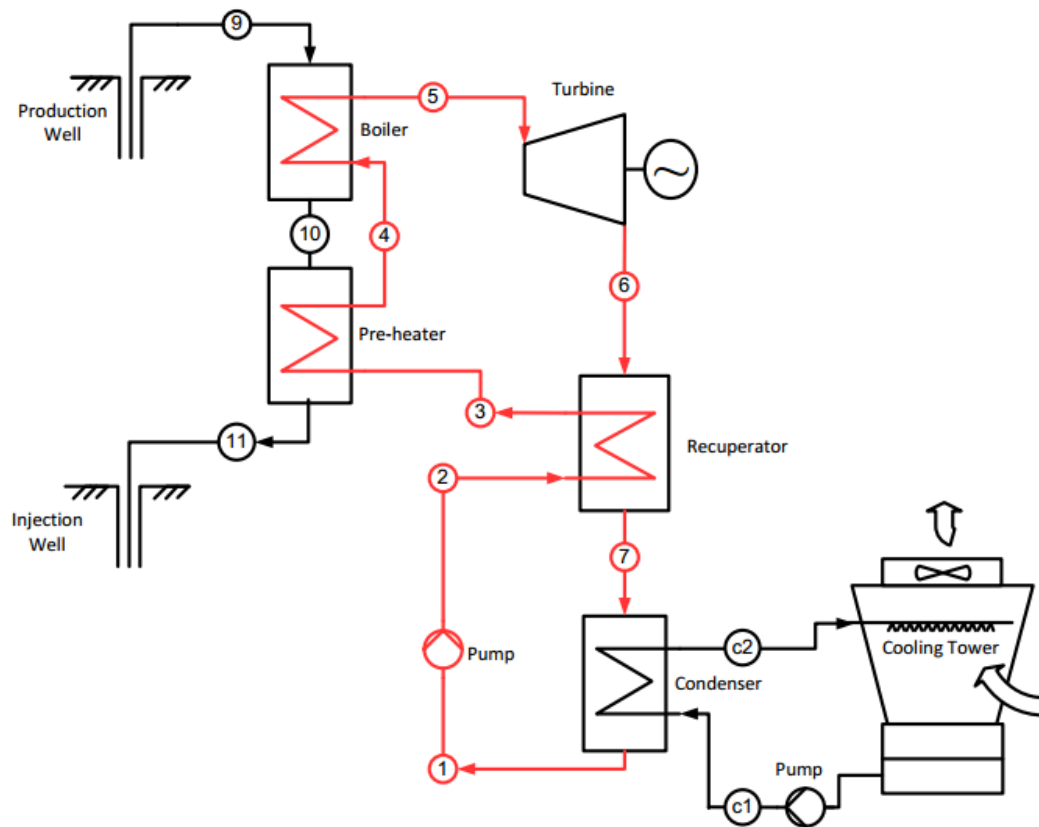 9
Production
Well
Boiler
5
Turbine
10
4
6
Pre-heater
3
11
Recuperator
2
Injection
Well
7
c2
Cooling Tower
Pump
Condenser
1
Pump
c1